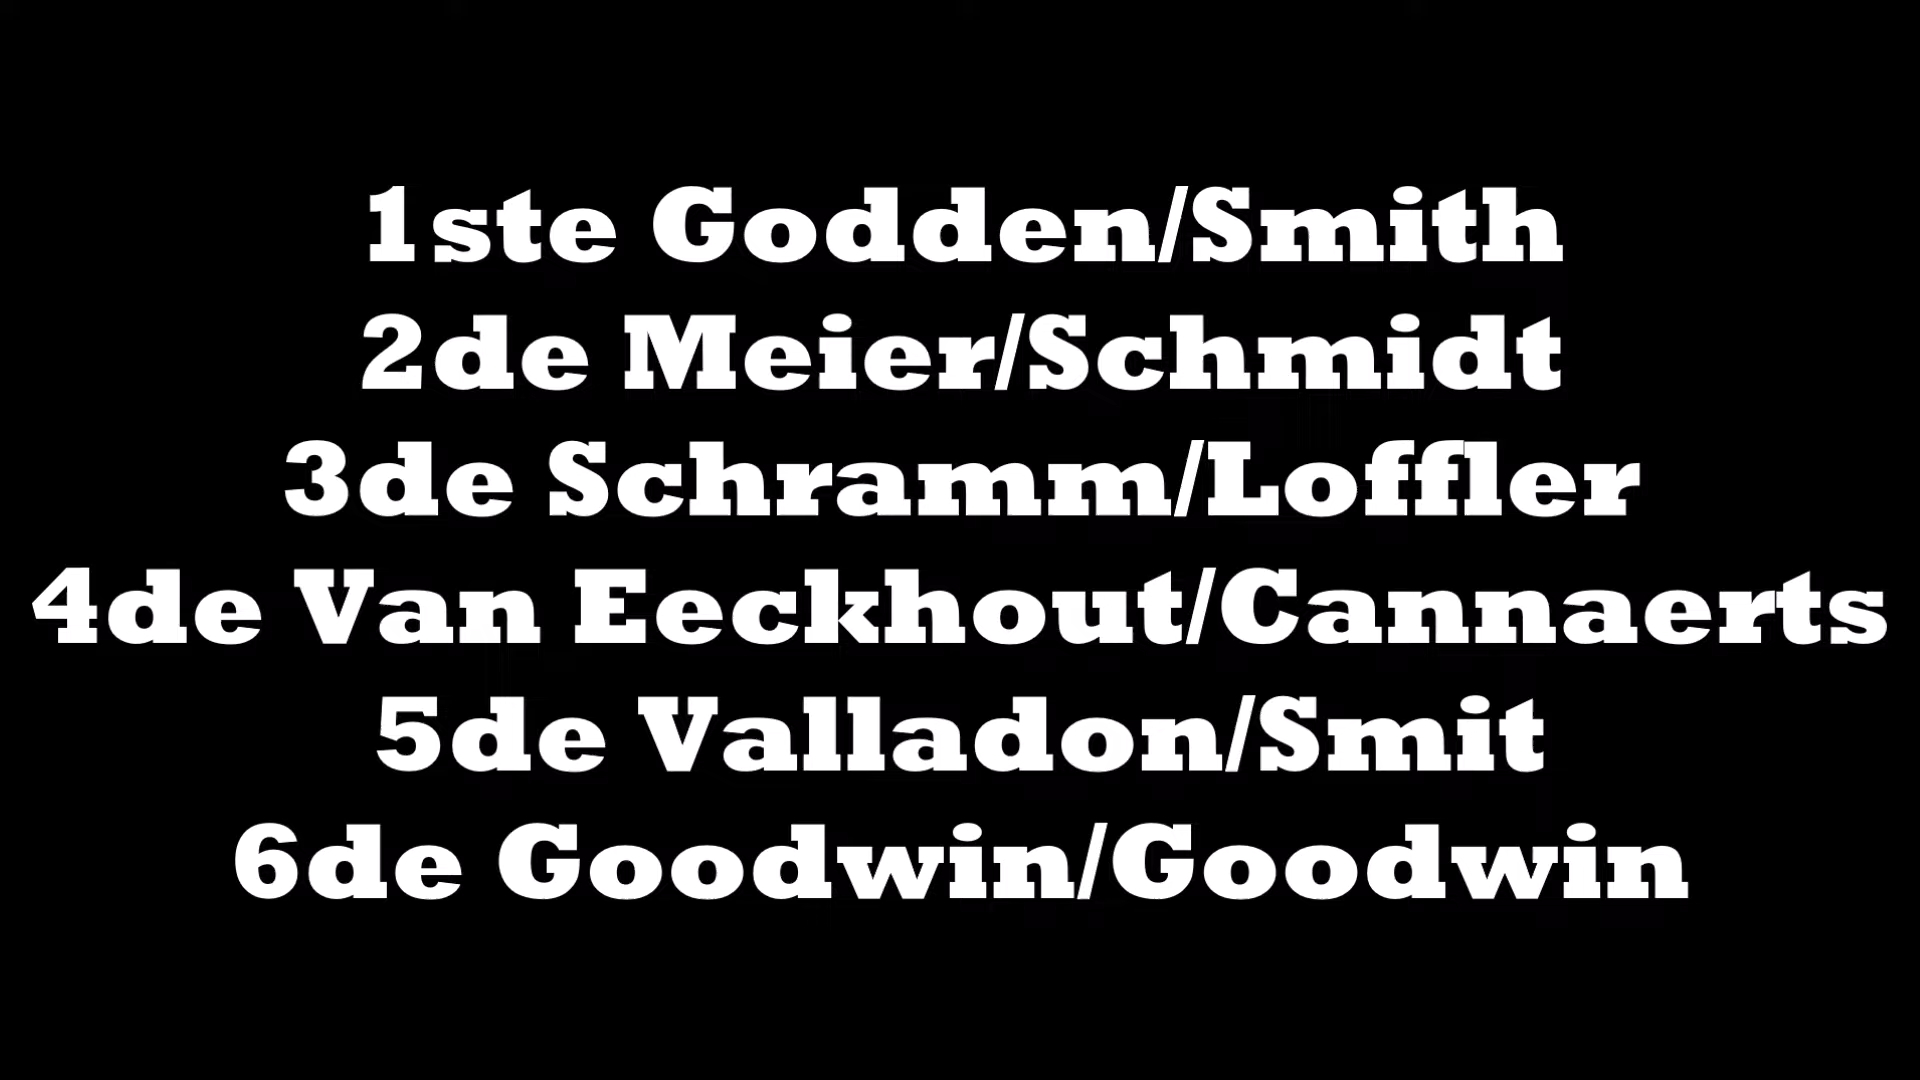 1ste Godden/Smith
2de Meier/Schmidt
3de Schramm/Loffler
4de Van Eeckhout/Cannaerts
5de Valladon/Smit
6de Goodwin/Goodwin